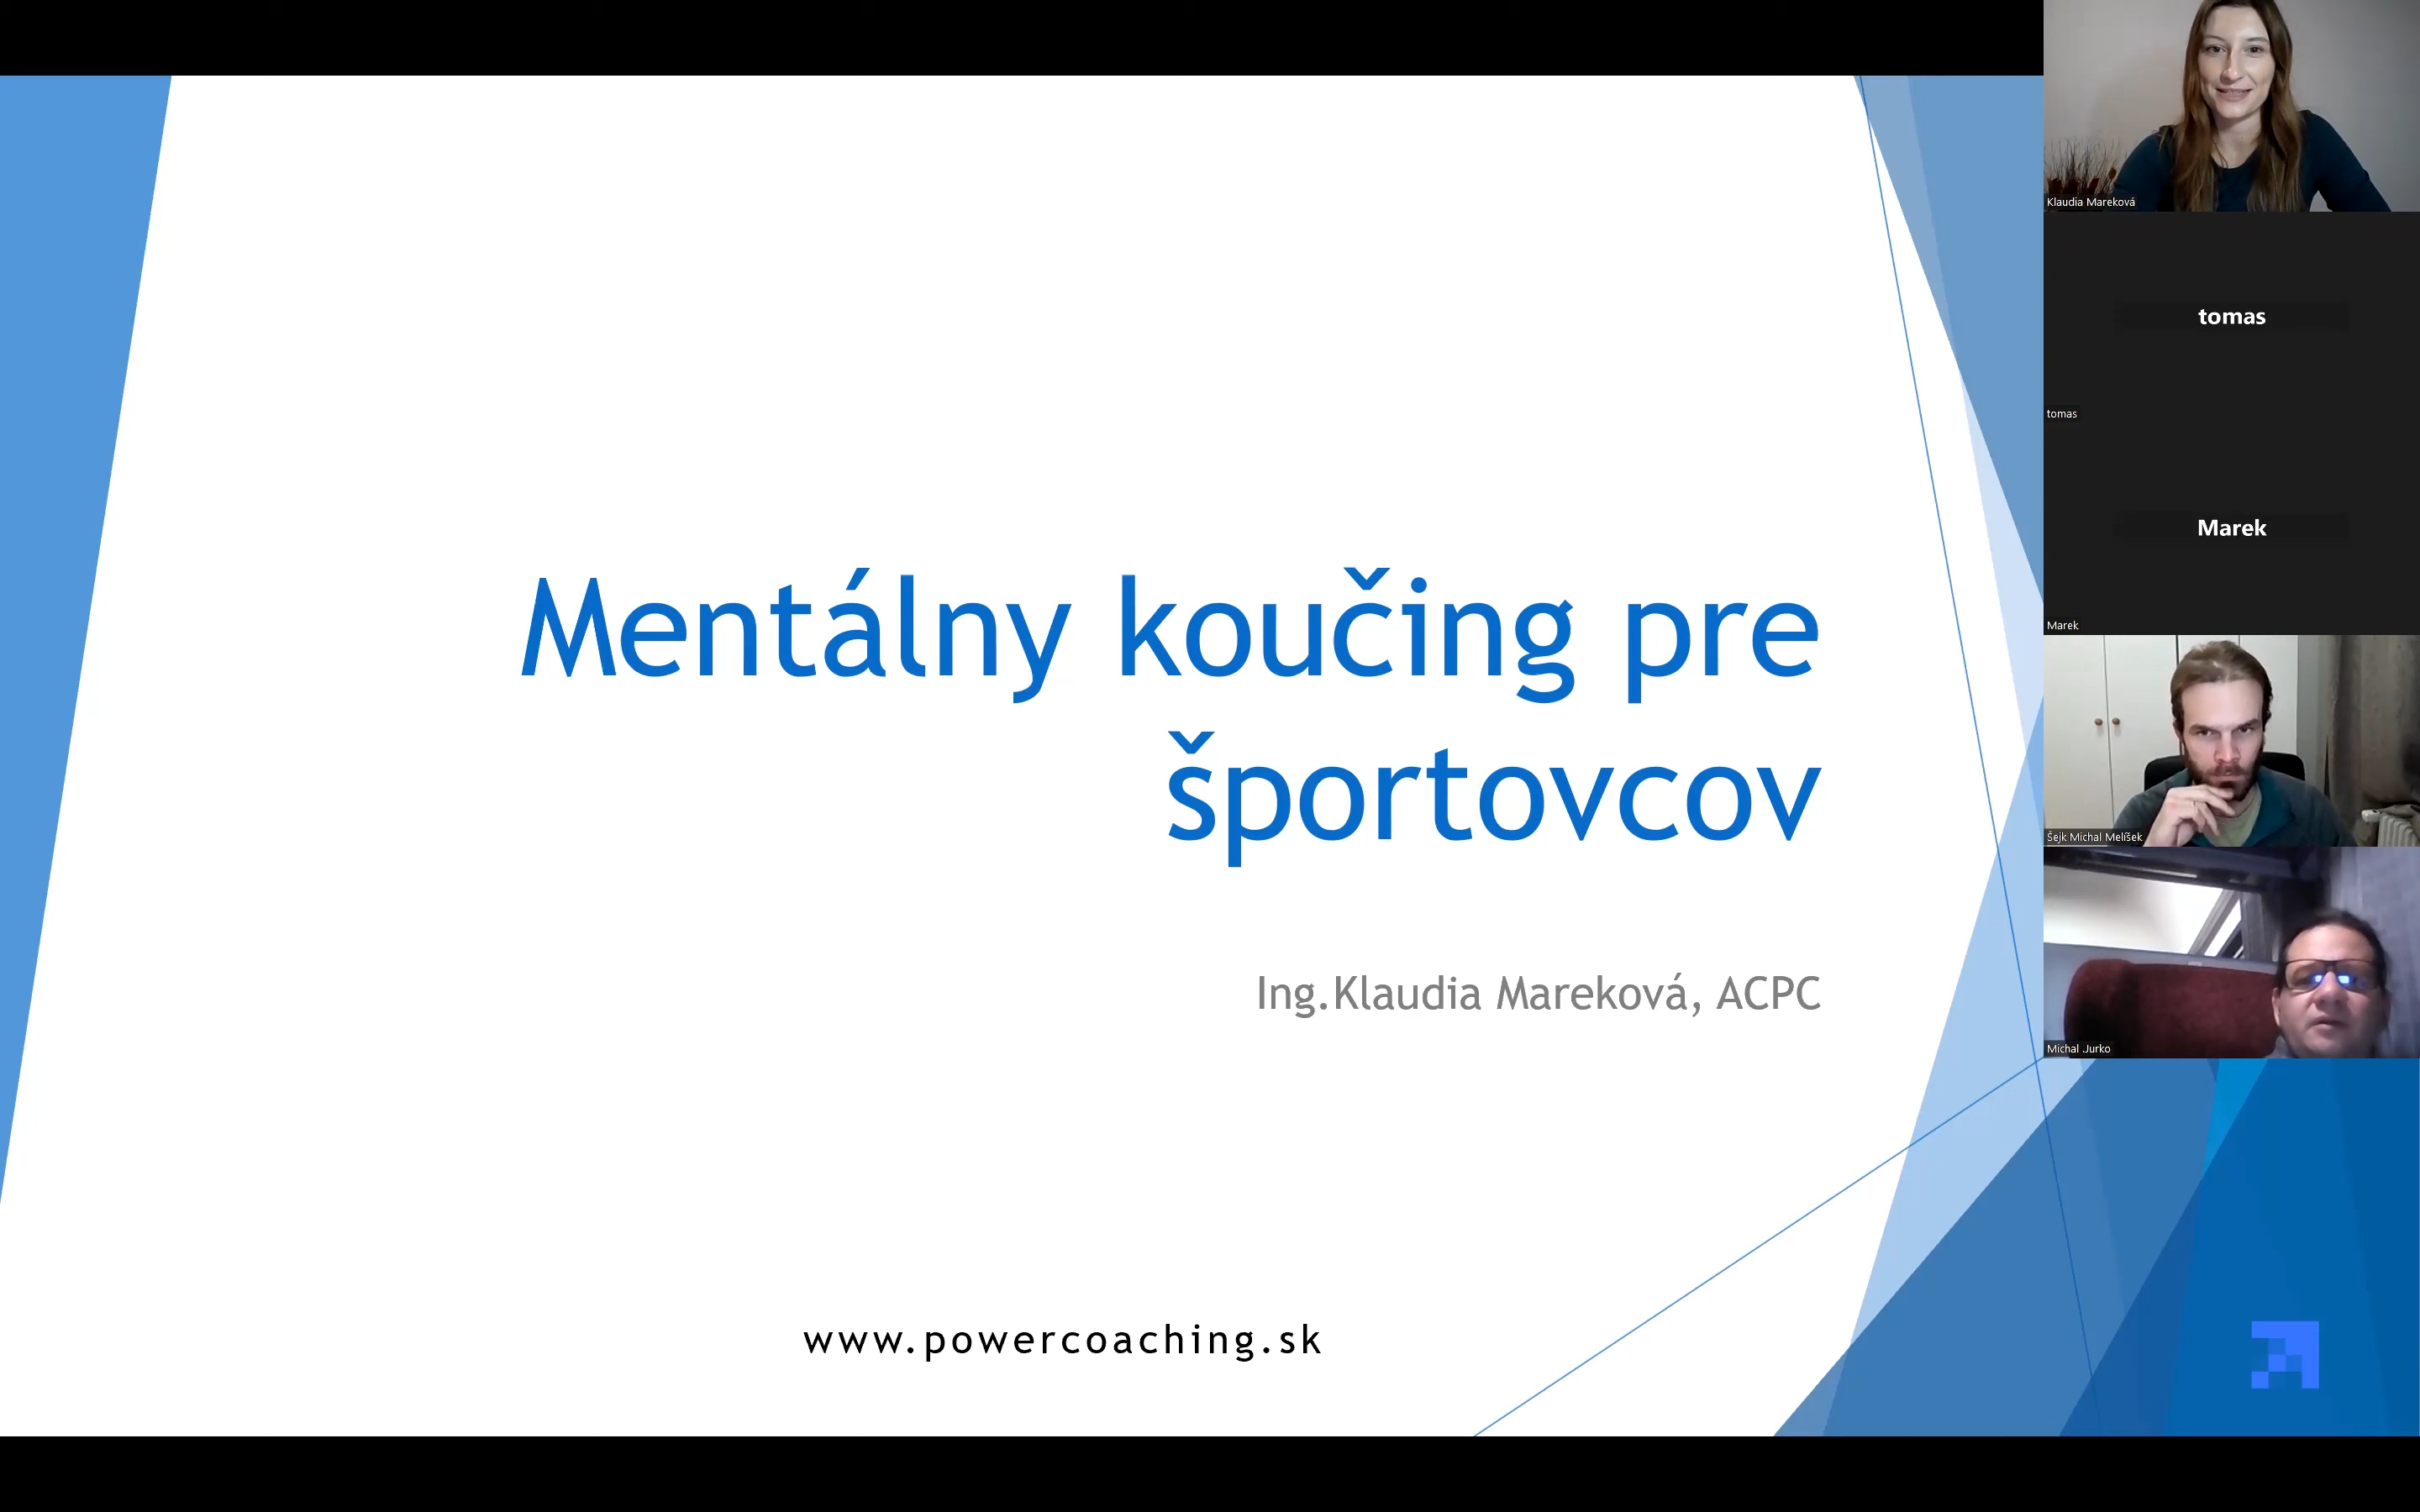 Mentálny koučing pre
športovcov
Ing.Klaudia Mareková, ACPC
www.powercoaching.sk
Klaudia Mareková
tomas
tomas
Marek
Marek
Šejk Michal Melíšek
Michal Jurko